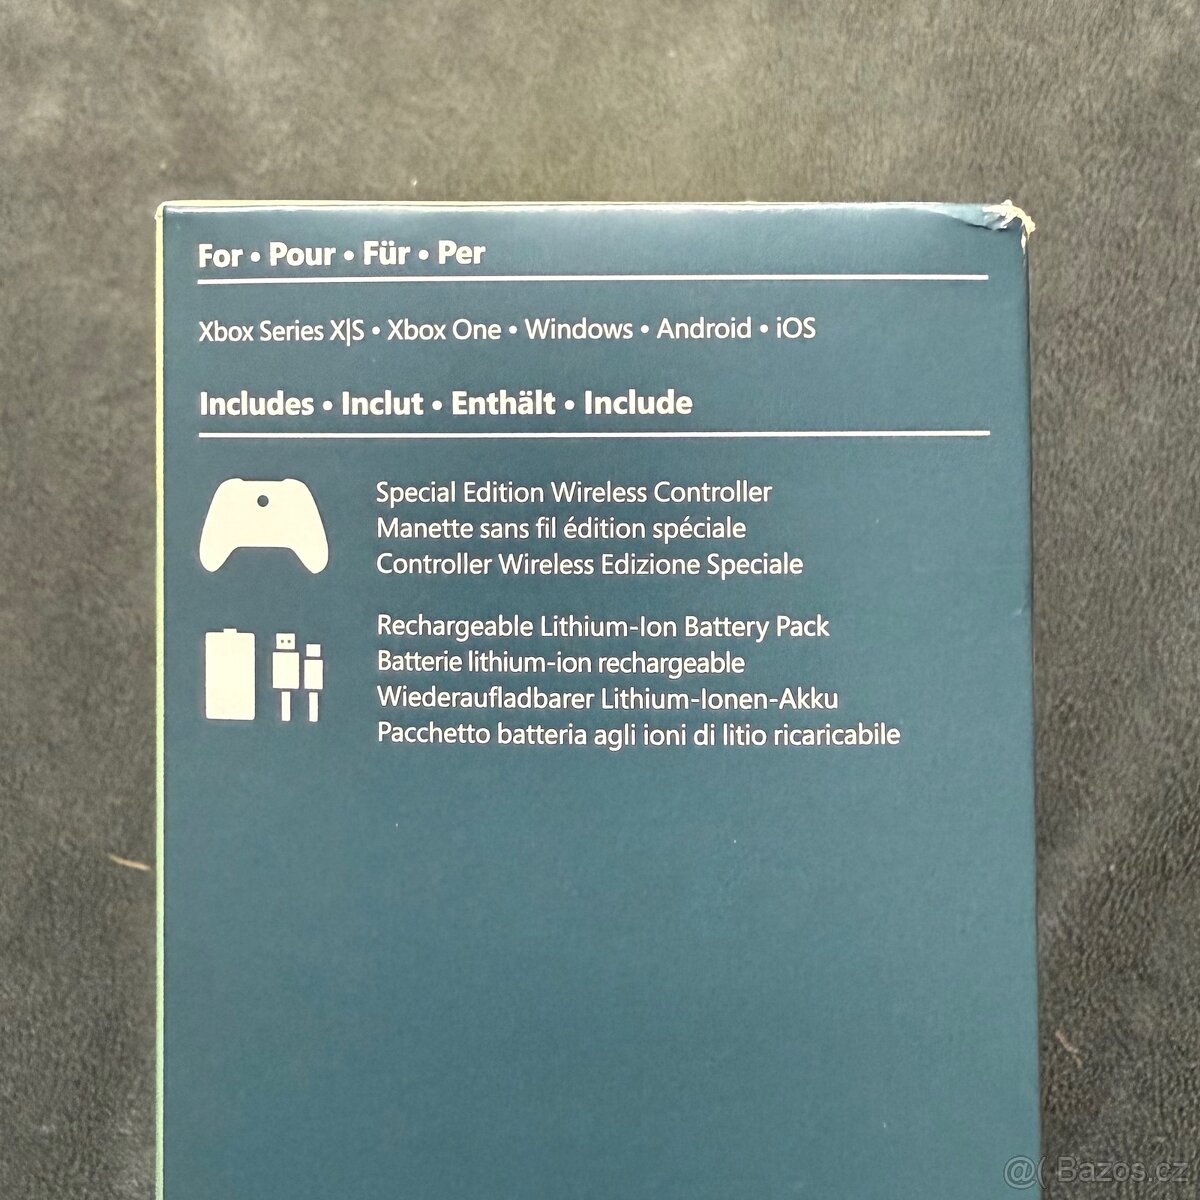 For • Pour • Für • Per
Xbox Series X|S • Xbox One • Windows • Android • iOS
Includes • Inclut • Enthält • Include
Special Edition Wireless Controller
Manette sans fil édition spéciale
Controller Wireless Edizione Speciale
Rechargeable Lithium-Ion Battery Pack
Batterie lithium-ion rechargeable
Wiederaufladbarer Lithium-Ionen-Akku
Pacchetto batteria agli ioni di litio ricaricabile
@( Bazos.cz